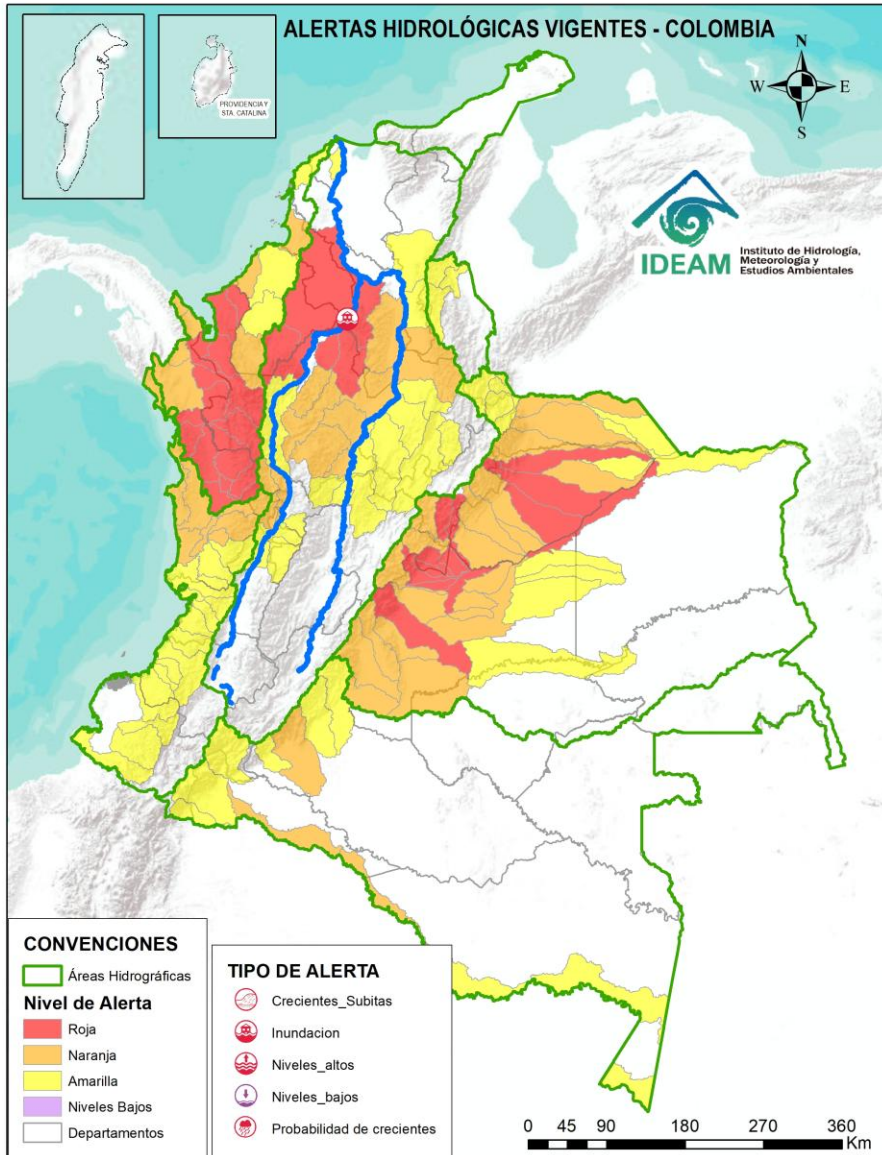 ALERTAS HIDROLÓGICAS VIGENTES - COLOMBIA
PROVIDENCIA Y
STA. CATALINA
N
W
E
S
IDEAM
Instituto de Hidrología,
Meteorología y
Estudios Ambientales
CONVENCIONES
Áreas Hidrográficas
Nivel de Alerta
Roja
Naranja
Amarilla
Niveles Bajos
Departamentos
TIPO DE ALERTA
Crecientes_Subitas
Inundacion
Niveles_altos
Niveles_bajos
Probabilidad de crecientes
0 45 90 180 270 360
Km